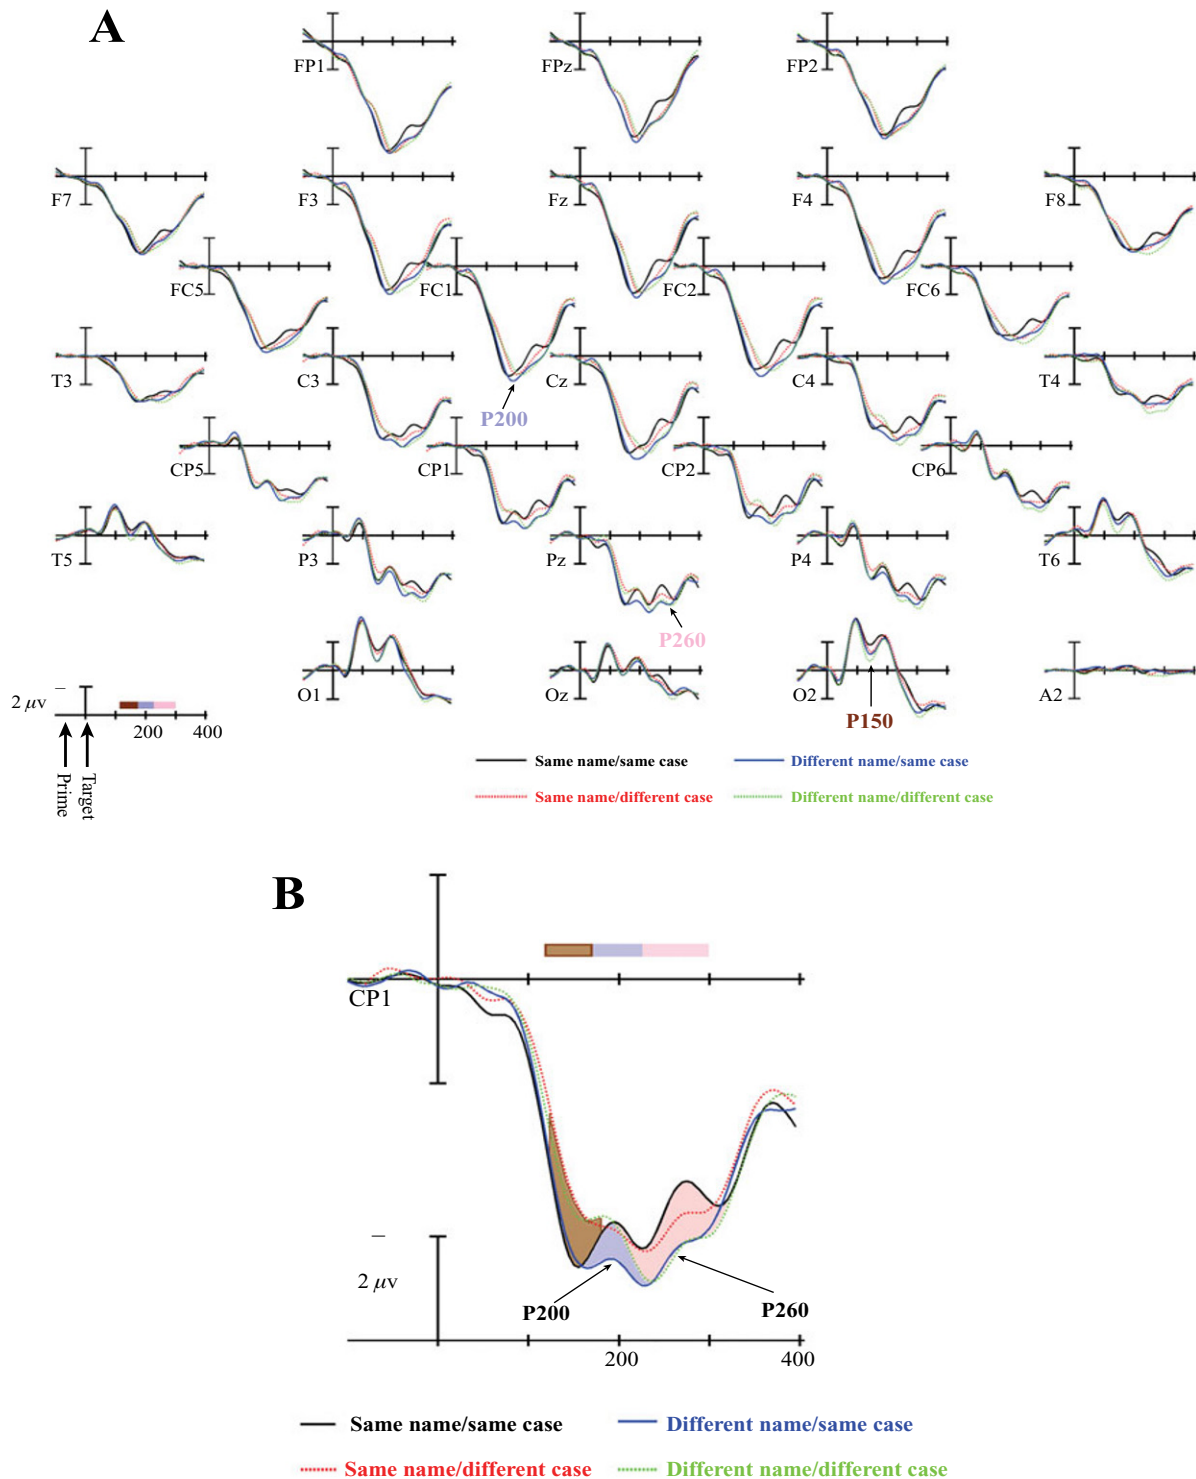 A
FP1 FPz FP2
F7 F3 Fz F4 F8
FC5 FC1 FC2 FC6
T3 C3 Cz C4 T4
P200
CP5 CP1 CP2 CP6
T5 P3 Pz P4 T6
P260
O1 Oz O2 A2
P150
2 μv
–
200 400
Prime
Target
Same name/same case
Different name/same case
Same name/different case
Different name/different case
B
CP1
–
2 μv
P200
P260
200 400
Same name/same case
Different name/same case
Same name/different case
Different name/different case